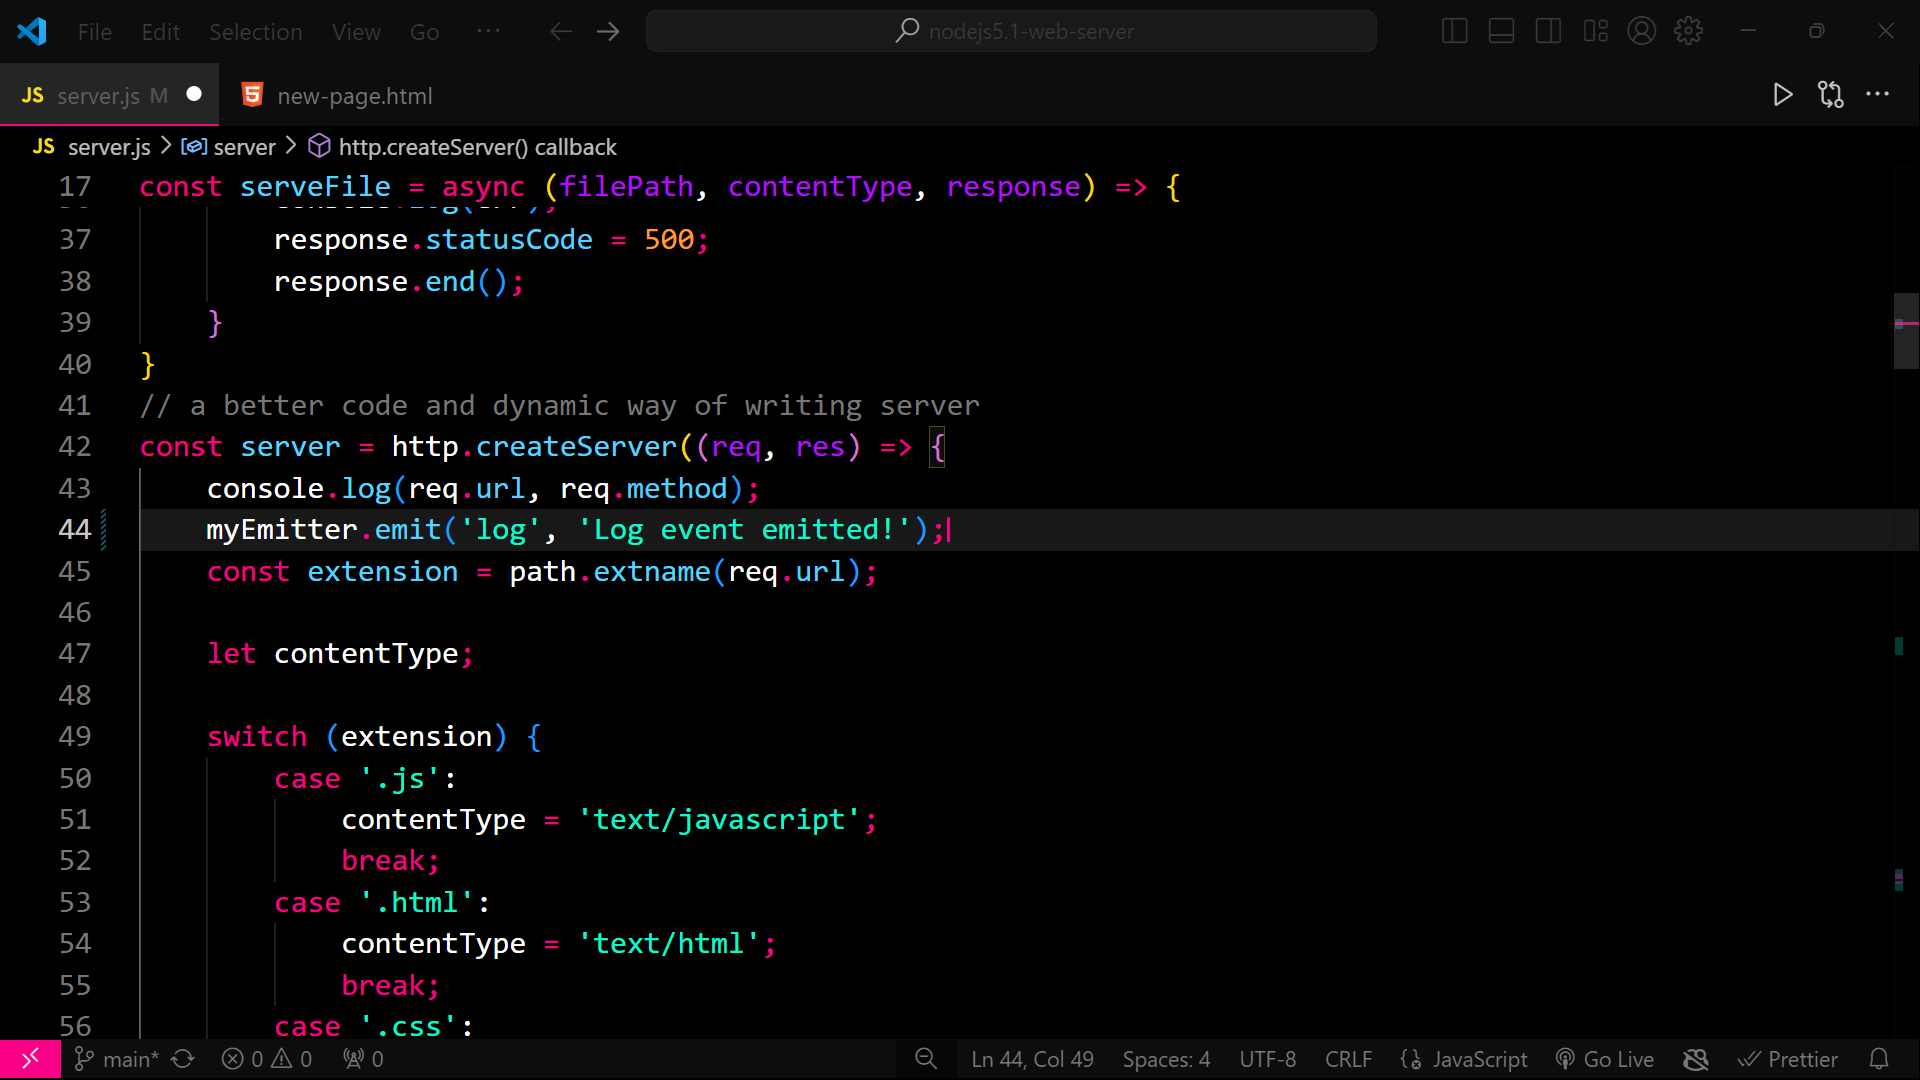 File Edit Selection View Go ··· nodejs5.1-web-server
JS server.js M new-page.html
JS server.js > server > http.createServer() callback
17 const serveFile = async (filePath, contentType, response) => {
37 response.statusCode = 500;
38 response.end();
39 }
40 }
41 // a better code and dynamic way of writing server
42 const server = http.createServer((req, res) => {
43 console.log(req.url, req.method);
44 myEmitter.emit('log', 'Log event emitted!');
45 const extension = path.extname(req.url);
46
47 let contentType;
48
49 switch (extension) {
50 case '.js':
51 contentType = 'text/javascript';
52 break;
53 case '.html':
54 contentType = 'text/html';
55 break;
56 case '.css':
main* 0 0 0 Ln 44, Col 49 Spaces: 4 UTF-8 CRLF {} JavaScript Go Live Prettier